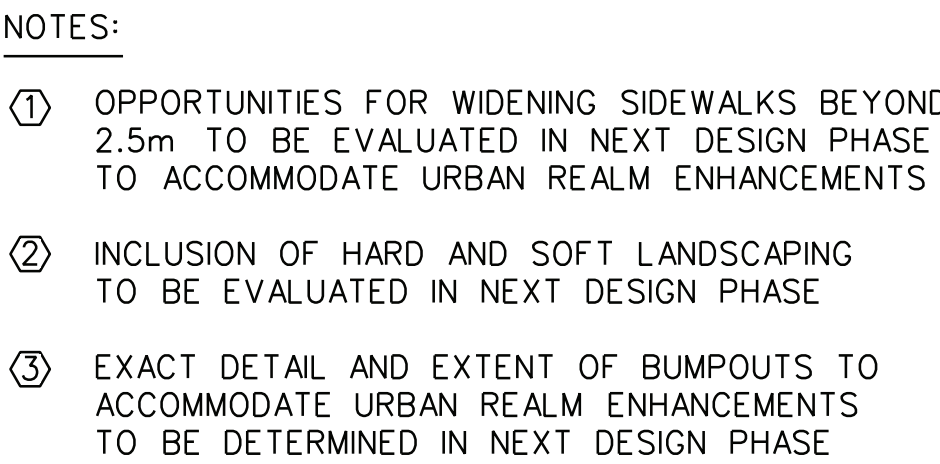 NOTES:
1 OPPORTUNITIES FOR WIDENING SIDEWALKS BEYOND
2.5m TO BE EVALUATED IN NEXT DESIGN PHASE
TO ACCOMMODATE URBAN REALM ENHANCEMENTS
2 INCLUSION OF HARD AND SOFT LANDSCAPING
TO BE EVALUATED IN NEXT DESIGN PHASE
3 EXACT DETAIL AND EXTENT OF BUMPOUTS TO
ACCOMMODATE URBAN REALM ENHANCEMENTS
TO BE DETERMINED IN NEXT DESIGN PHASE